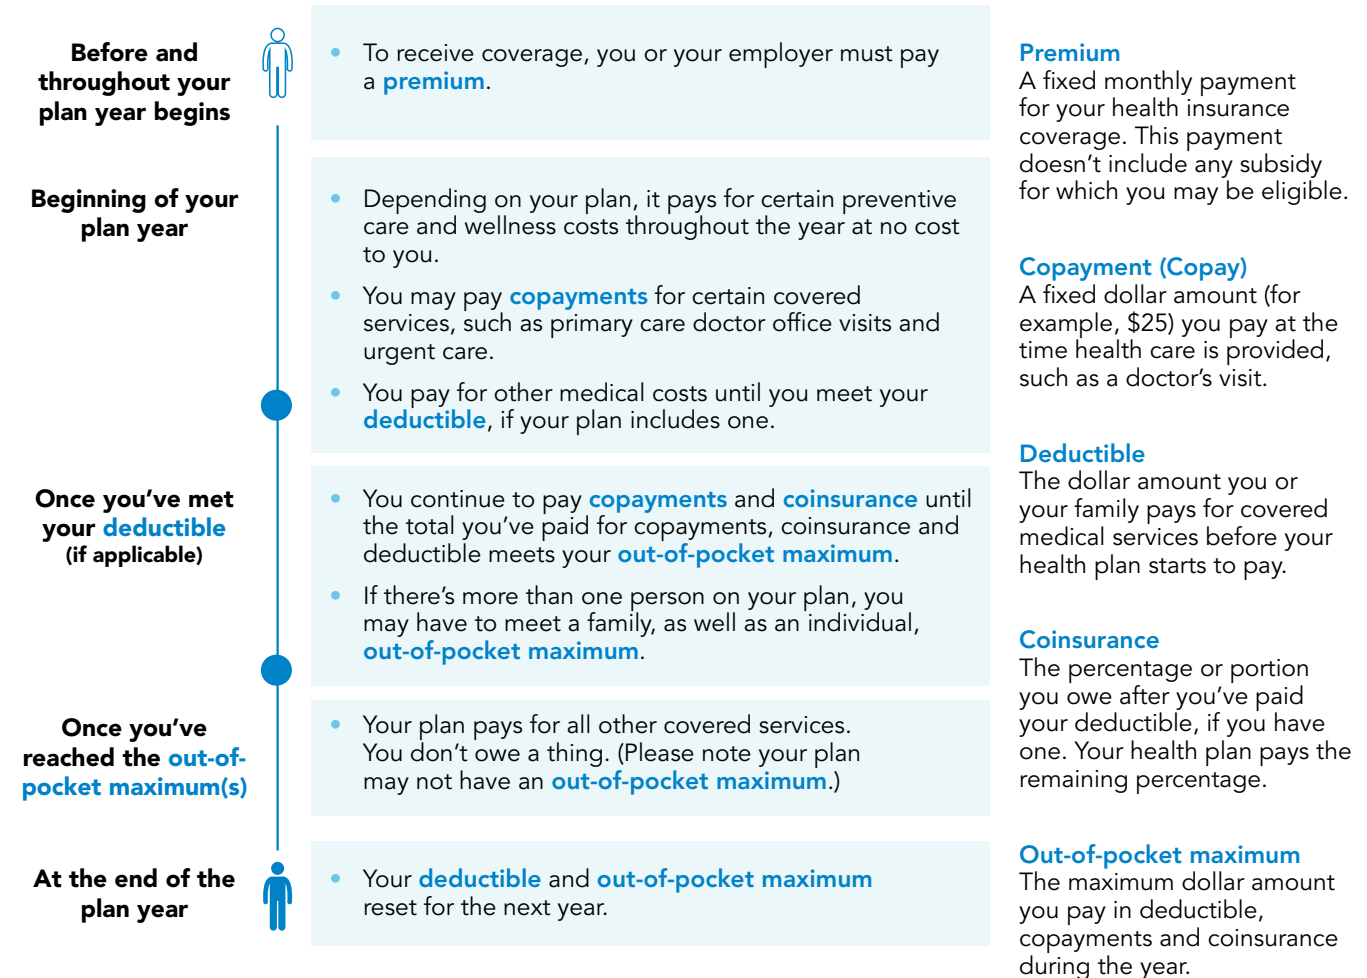 Before and
throughout your
plan year begins
• To receive coverage, you or your employer must pay
a premium.
Beginning of your
plan year
• Depending on your plan, it pays for certain preventive
care and wellness costs throughout the year at no cost
to you.
• You may pay copayments for certain covered
services, such as primary care doctor office visits and
urgent care.
• You pay for other medical costs until you meet your
deductible, if your plan includes one.
Once you’ve met
your deductible
(if applicable)
• You continue to pay copayments and coinsurance until
the total you’ve paid for copayments, coinsurance and
deductible meets your out-of-pocket maximum.
• If there’s more than one person on your plan, you
may have to meet a family, as well as an individual,
out-of-pocket maximum.
Once you’ve
reached the out-of-
pocket maximum(s)
• Your plan pays for all other covered services.
You don’t owe a thing. (Please note your plan
may not have an out-of-pocket maximum.)
At the end of the
plan year
• Your deductible and out-of-pocket maximum
reset for the next year.
Premium
A fixed monthly payment
for your health insurance
coverage. This payment
doesn’t include any subsidy
for which you may be eligible.
Copayment (Copay)
A fixed dollar amount (for
example, $25) you pay at the
time health care is provided,
such as a doctor’s visit.
Deductible
The dollar amount you or
your family pays for covered
medical services before your
health plan starts to pay.
Coinsurance
The percentage or portion
you owe after you’ve paid
your deductible, if you have
one. Your health plan pays the
remaining percentage.
Out-of-pocket maximum
The maximum dollar amount
you pay in deductible,
copayments and coinsurance
during the year.